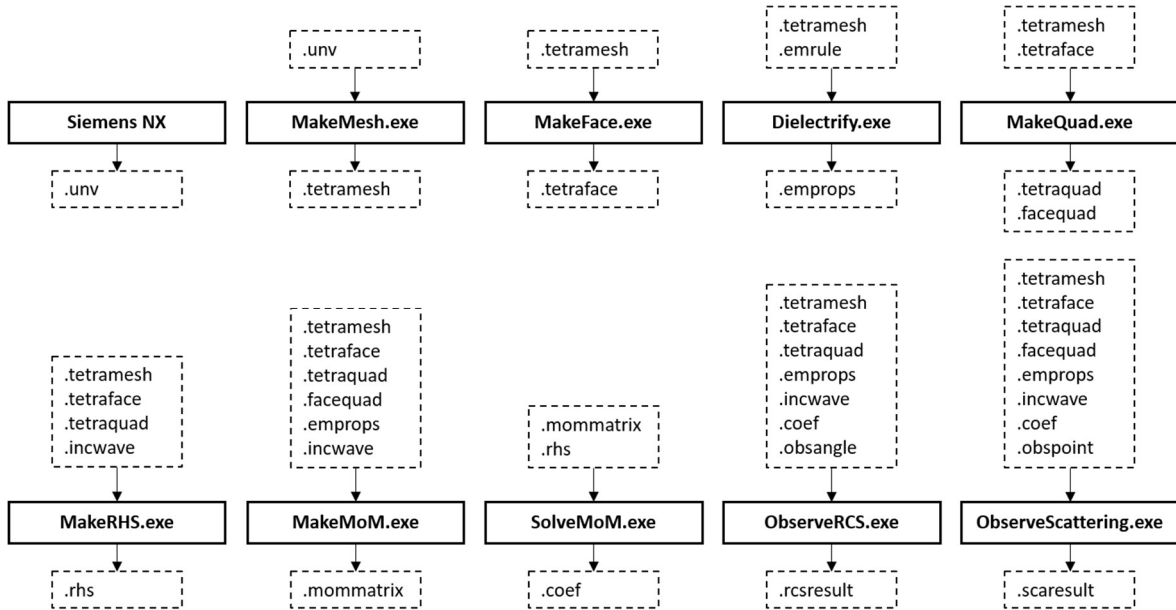 Siemens NX
.unv
.unv
MakeMesh.exe
.tetramesh
.tetramesh
MakeFace.exe
.tetraface
.tetramesh
.emrule
Dielectrify.exe
.emprops
.tetramesh
.tetraface
MakeQuad.exe
.tetraquad
.facequad
.tetramesh
.tetraface
.tetraquad
.incwave
MakeRHS.exe
.rhs
.tetramesh
.tetraface
.tetraquad
.facequad
.emprops
.incwave
MakeMoM.exe
.mommatrix
.mommatrix
.rhs
SolveMoM.exe
.coef
.tetramesh
.tetraface
.tetraquad
.emprops
.incwave
.coef
.obsangle
ObserveRCS.exe
.rcsresult
.tetramesh
.tetraface
.tetraquad
.facequad
.emprops
.incwave
.coef
.obspoint
ObserveScattering.exe
.scaresult